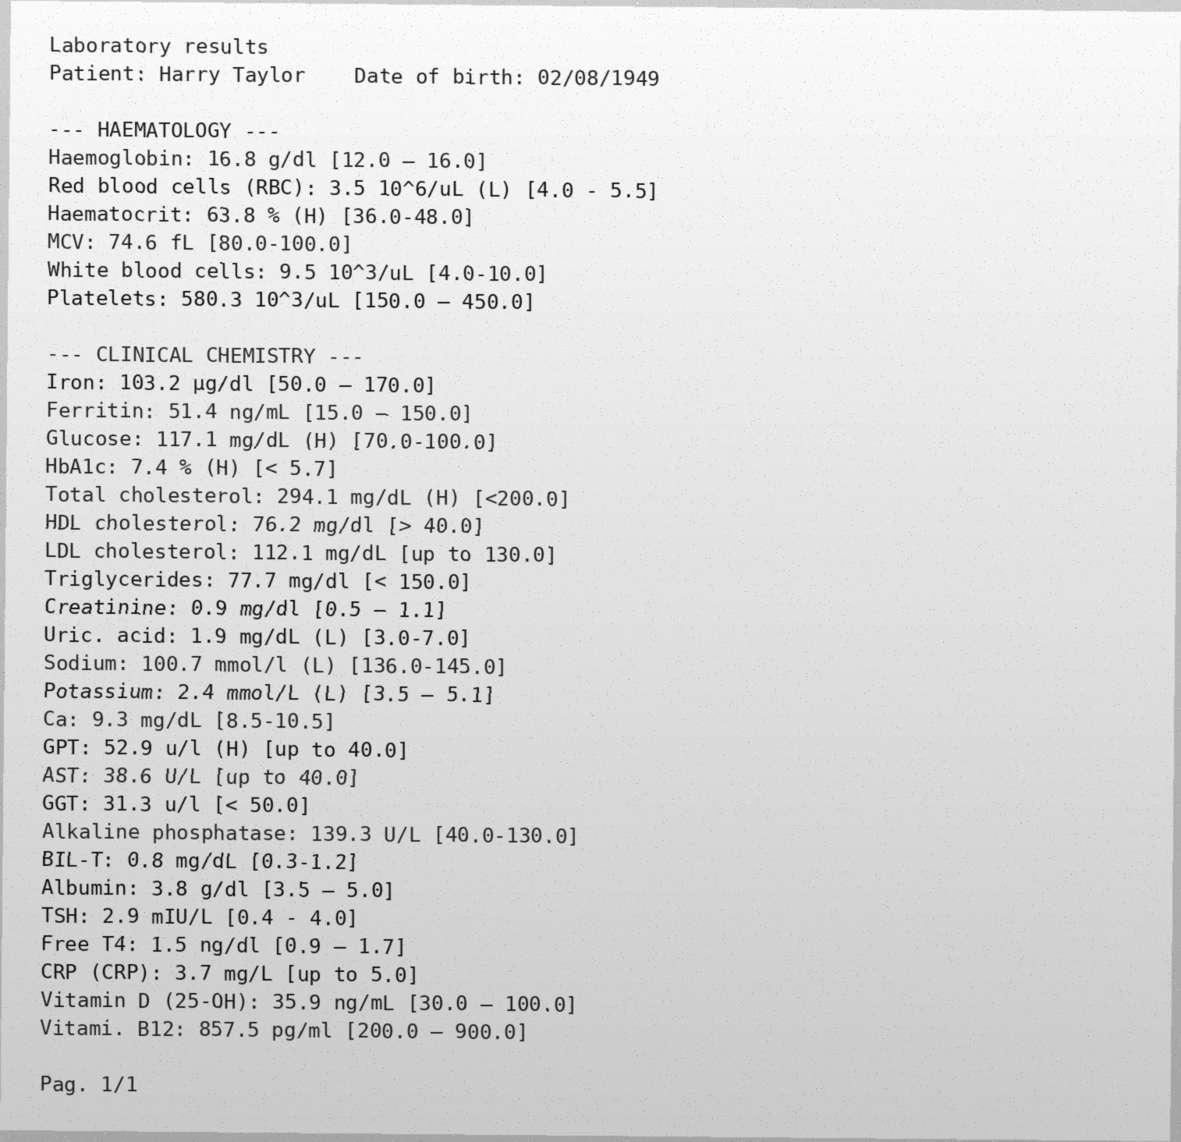 Laboratory results
Patient: Harry Taylor    Date of birth: 02/08/1949

--- HAEMATOLOGY ---
Haemoglobin: 16.8 g/dl [12.0 – 16.0]
Red blood cells (RBC): 3.5 10^6/uL (L) [4.0 - 5.5]
Haematocrit: 63.8 % (H) [36.0-48.0]
MCV: 74.6 fL [80.0-100.0]
White blood cells: 9.5 10^3/uL [4.0-10.0]
Platelets: 580.3 10^3/uL [150.0 – 450.0]

--- CLINICAL CHEMISTRY ---
Iron: 103.2 µg/dl [50.0 – 170.0]
Ferritin: 51.4 ng/mL [15.0 – 150.0]
Glucose: 117.1 mg/dL (H) [70.0-100.0]
HbA1c: 7.4 % (H) [< 5.7]
Total cholesterol: 294.1 mg/dL (H) [<200.0]
HDL cholesterol: 76.2 mg/dl [> 40.0]
LDL cholesterol: 112.1 mg/dL [up to 130.0]
Triglycerides: 77.7 mg/dl [< 150.0]
Creatinine: 0.9 mg/dl [0.5 – 1.1]
Uric. acid: 1.9 mg/dL (L) [3.0-7.0]
Sodium: 100.7 mmol/l (L) [136.0-145.0]
Potassium: 2.4 mmol/L (L) [3.5 – 5.1]
Ca: 9.3 mg/dL [8.5-10.5]
GPT: 52.9 u/l (H) [up to 40.0]
AST: 38.6 U/L [up to 40.0]
GGT: 31.3 u/l [< 50.0]
Alkaline phosphatase: 139.3 U/L [40.0-130.0]
BIL-T: 0.8 mg/dL [0.3-1.2]
Albumin: 3.8 g/dl [3.5 – 5.0]
TSH: 2.9 mIU/L [0.4 - 4.0]
Free T4: 1.5 ng/dl [0.9 – 1.7]
CRP (CRP): 3.7 mg/L [up to 5.0]
Vitamin D (25-OH): 35.9 ng/mL [30.0 – 100.0]
Vitami. B12: 857.5 pg/ml [200.0 – 900.0]

Pag. 1/1